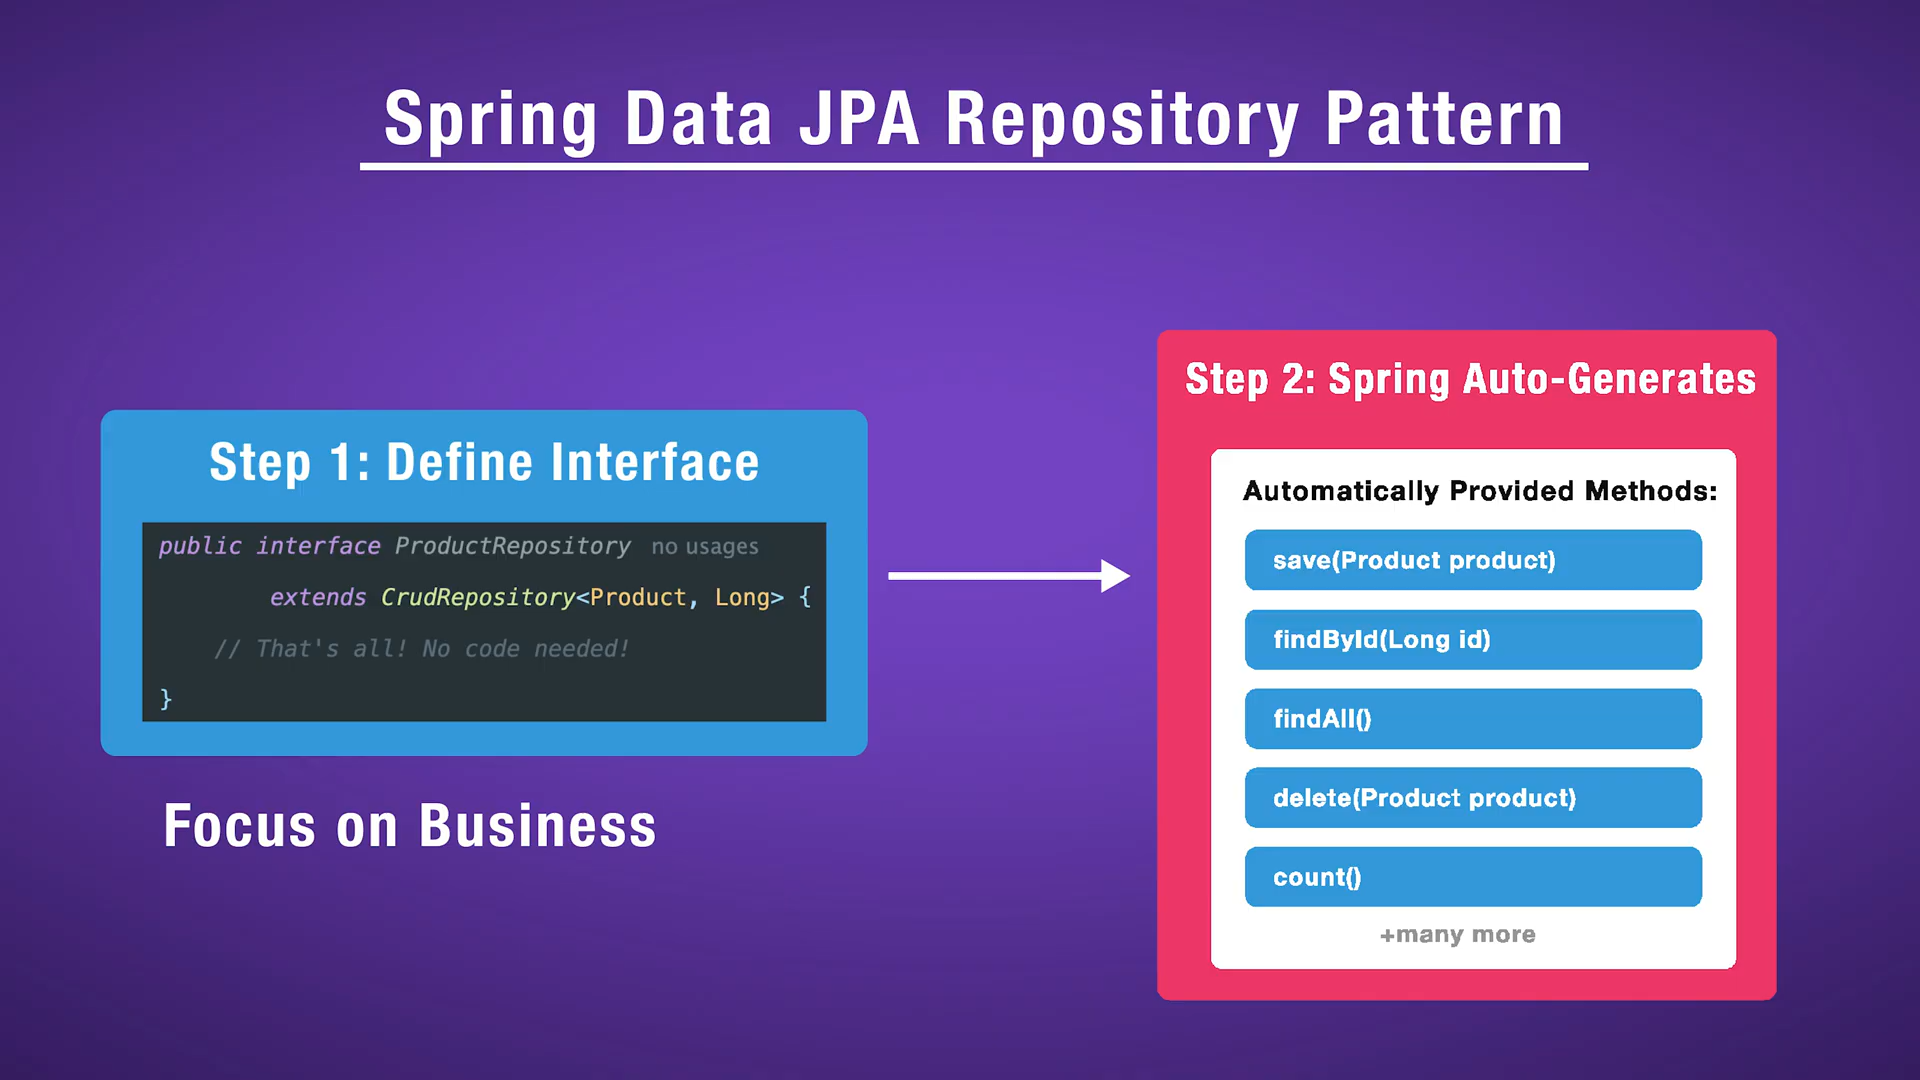 Spring Data JPA Repository Pattern
Step 1: Define Interface
public interface ProductRepository no usages
extends CrudRepository<Product, Long> {
// That's all! No code needed!
}
Focus on Business
Step 2: Spring Auto-Generates
Automatically Provided Methods:
save(Product product)
findById(Long id)
findAll()
delete(Product product)
count()
+many more